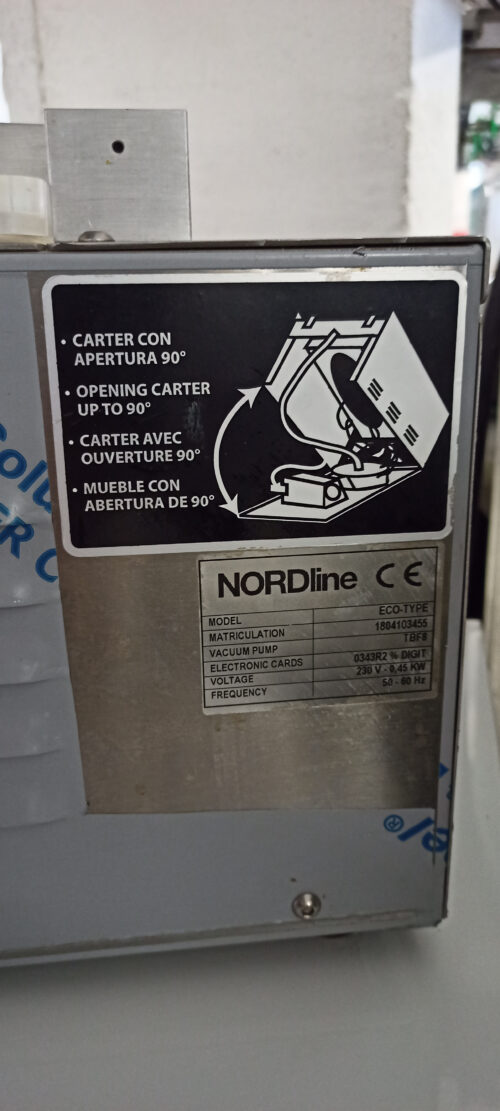 • CARTER CON
APERTURA 90°
• OPENING CARTER
UP TO 90°
• CARTER AVEC
OUVERTURE 90°
• MUEBLE CON
ABERTURA DE 90°
NORDline CE
MODEL ECO-TYPE
MATRICULATION 1804103455
VACUUM PUMP TBF8
ELECTRONIC CARDS 0343R2 % DIGIT
VOLTAGE 230 V - 0,45 KW
FREQUENCY 50 - 60 Hz